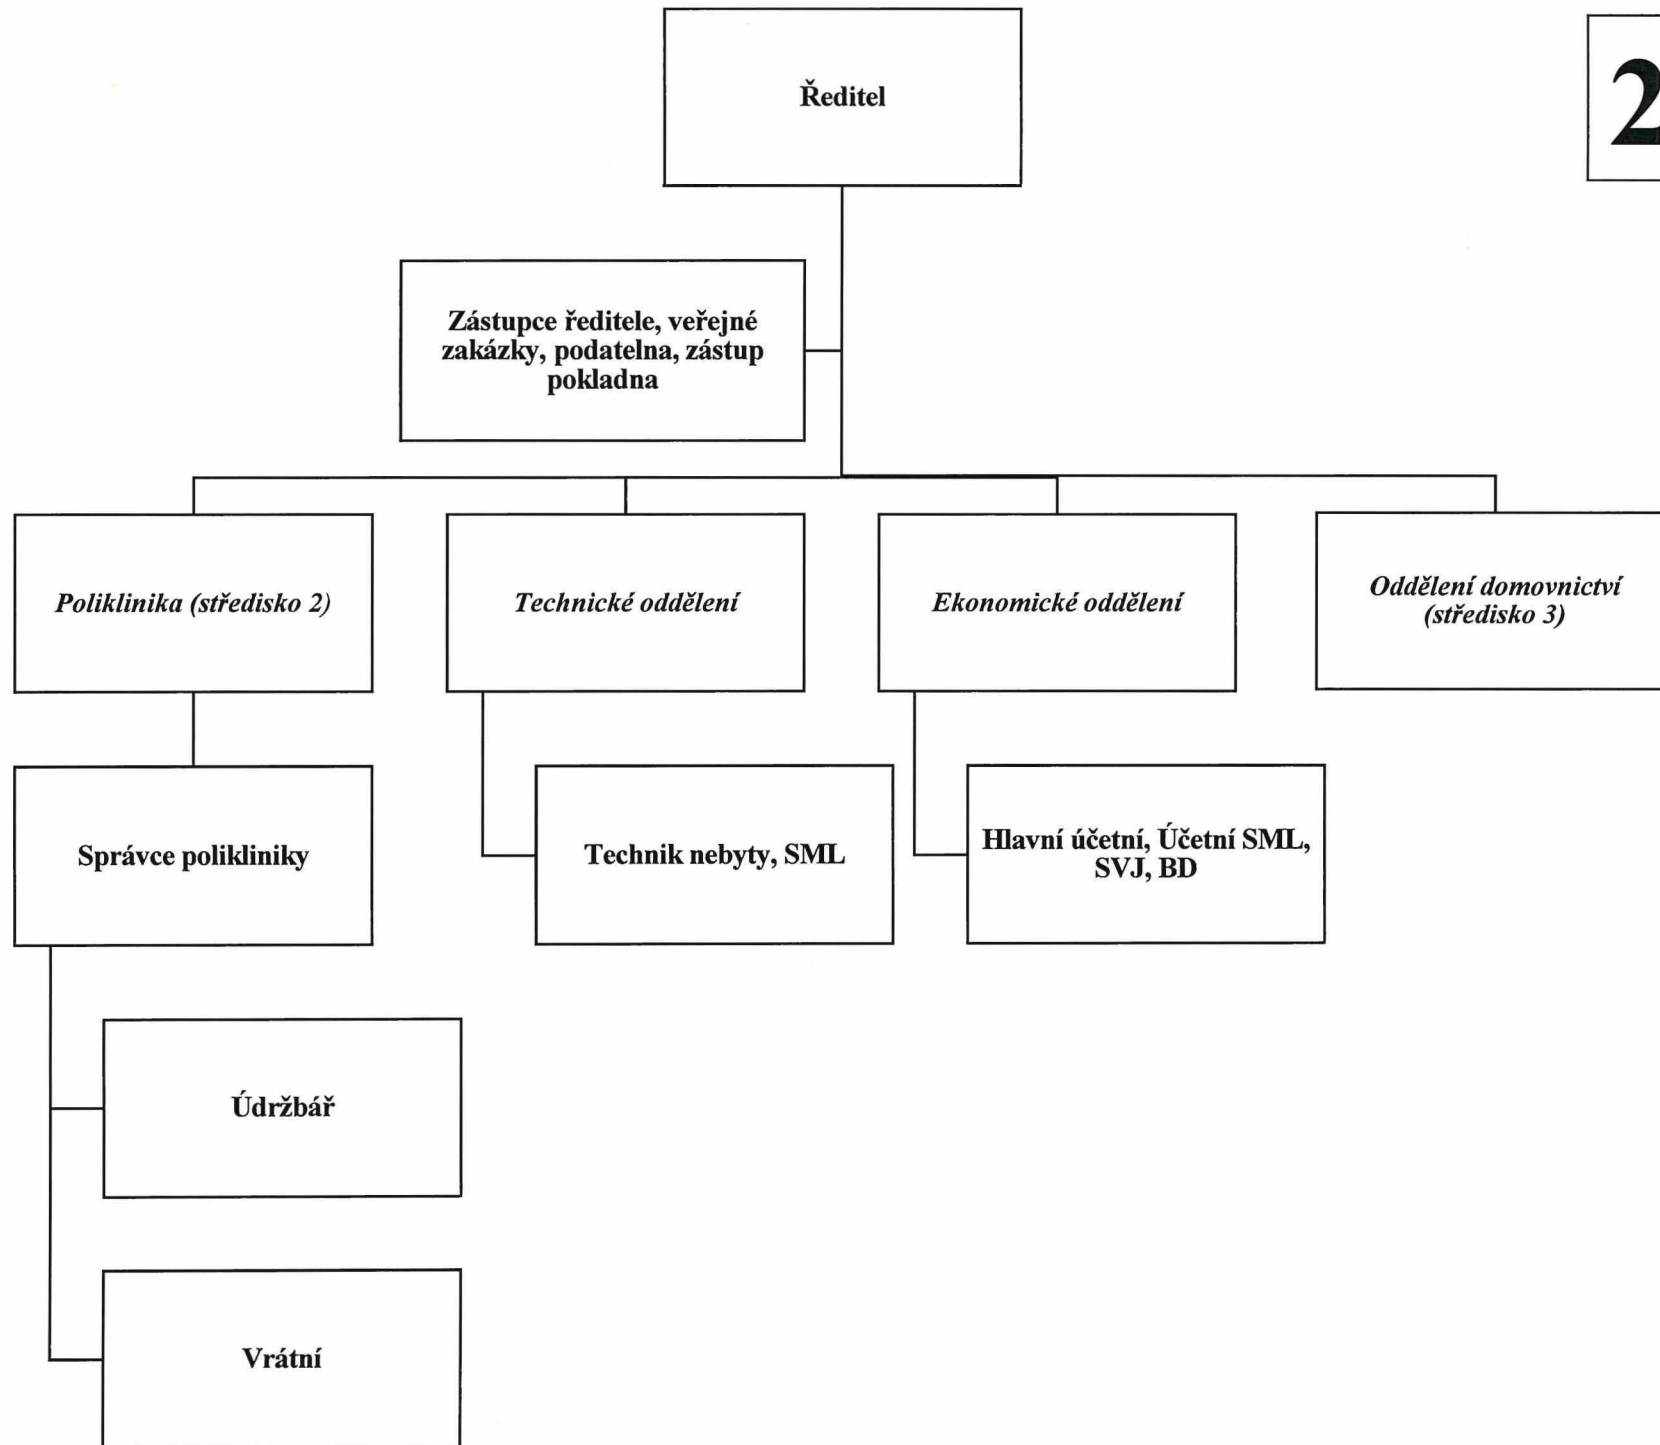 Ředitel
2
Zástupce ředitele, veřejné
zakázky, podatelna, zástup
pokladna
Poliklinika (středisko 2)
Technické oddělení
Ekonomické oddělení
Oddělení domovnictví
(středisko 3)
Správce polikliniky
Technik nebyty, SML
Hlavní účetní, Účetní SML,
SVJ, BD
Údržbář
Vrátní